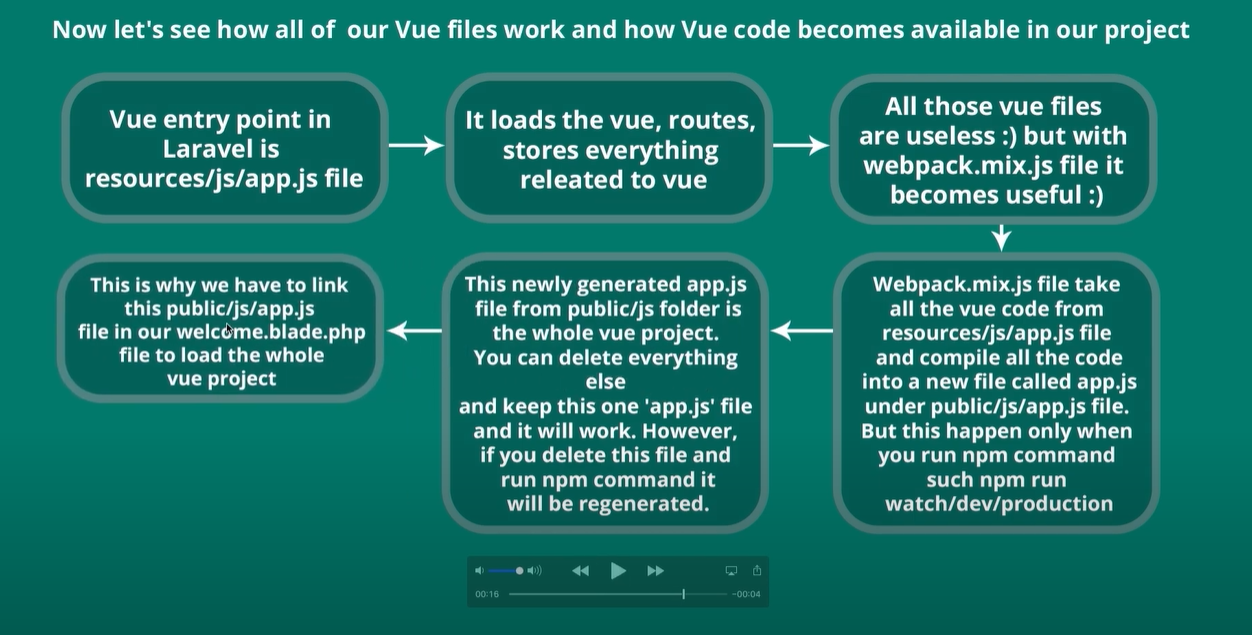 Now let's see how all of our Vue files work and how Vue code becomes available in our project
Vue entry point in
Laravel is
resources/js/app.js file
It loads the vue, routes,
stores everything
releated to vue
All those vue files
are useless :) but with
webpack.mix.js file it
becomes useful :)
Webpack.mix.js file take
all the vue code from
resources/js/app.js file
and compile all the code
into a new file called app.js
under public/js/app.js file.
But this happen only when
you run npm command
such npm run
watch/dev/production
This newly generated app.js
file from public/js folder is
the whole vue project.
You can delete everything
else
and keep this one 'app.js' file
and it will work. However,
if you delete this file and
run npm command it
will be regenerated.
This is why we have to link
this public/js/app.js
file in our welcome.blade.php
file to load the whole
vue project
00:16
-00:04